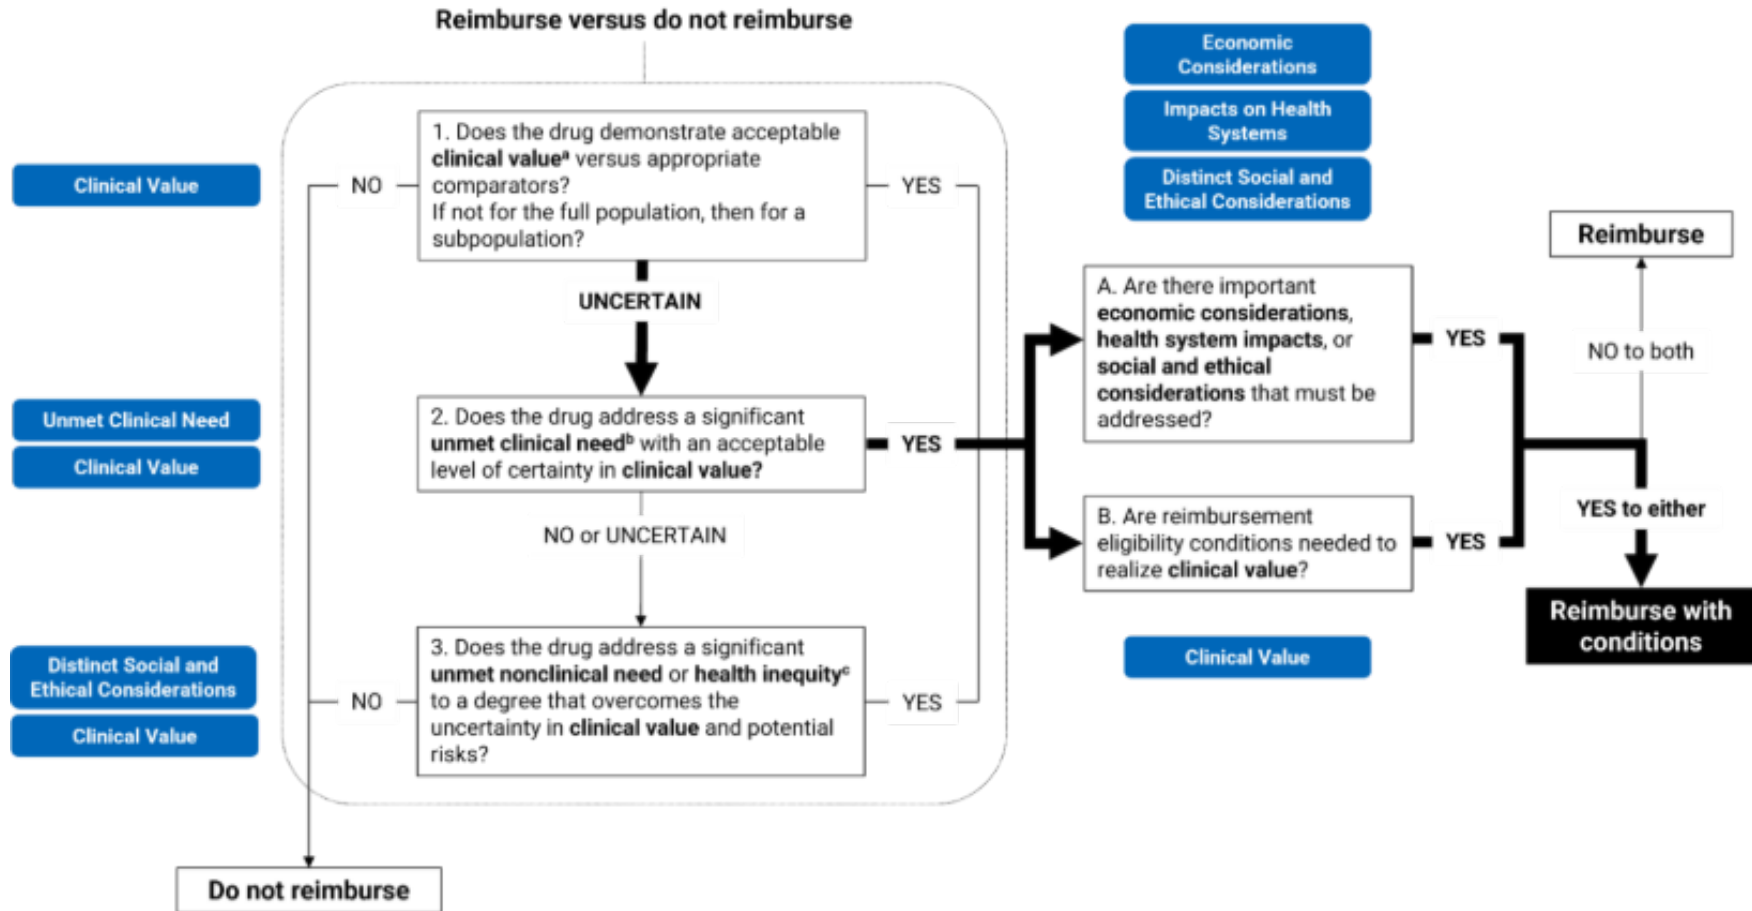 Reimburse versus do not reimburse
Economic
Considerations
Impacts on Health
Systems
Distinct Social and
Ethical Considerations
Clinical Value
NO
1. Does the drug demonstrate acceptable
clinical valueᵃ versus appropriate
comparators?
If not for the full population, then for a
subpopulation?
YES
UNCERTAIN
Unmet Clinical Need
Clinical Value
2. Does the drug address a significant
unmet clinical needᵇ with an acceptable
level of certainty in clinical value?
YES
NO or UNCERTAIN
Distinct Social and
Ethical Considerations
Clinical Value
NO
3. Does the drug address a significant
unmet nonclinical need or health inequityᶜ
to a degree that overcomes the
uncertainty in clinical value and potential
risks?
YES
Do not reimburse
A. Are there important
economic considerations,
health system impacts, or
social and ethical
considerations that must be
addressed?
YES
B. Are reimbursement
eligibility conditions needed to
realize clinical value?
YES
Clinical Value
Reimburse
NO to both
YES to either
Reimburse with
conditions